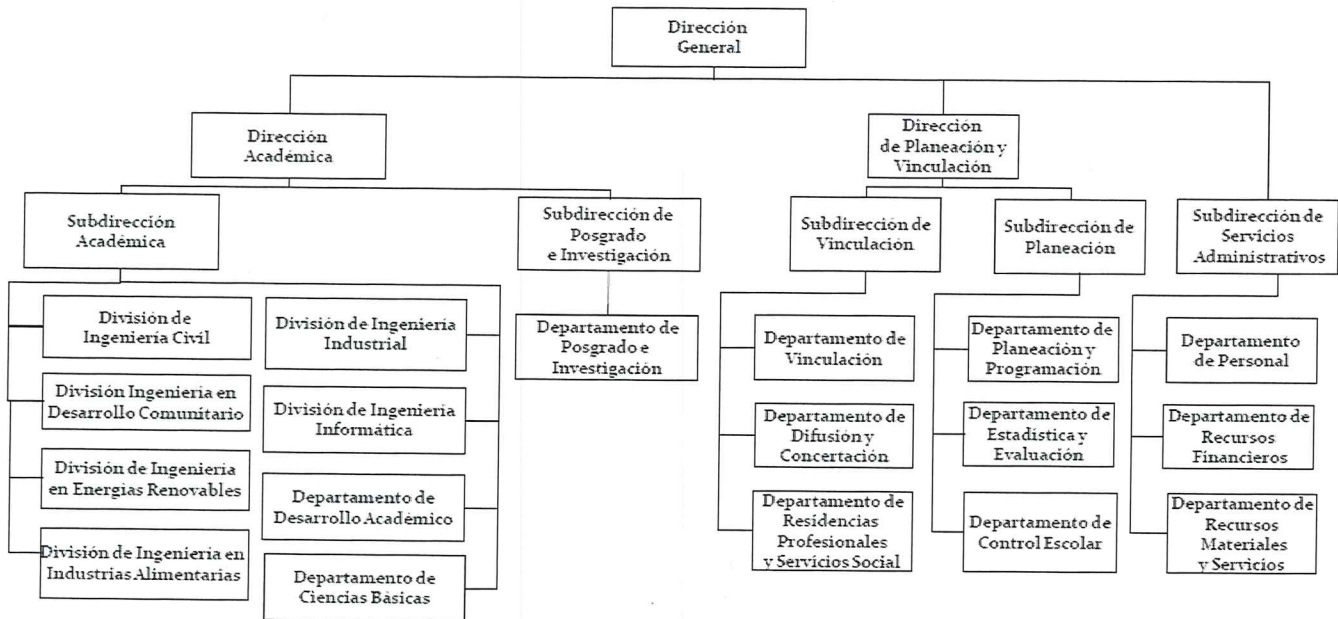 Dirección
General
Dirección
Académica
Dirección
de Planeación y
Vinculación
Subdirección
Académica
Subdirección de
Posgrado
e Investigación
Subdirección de
Vinculación
Subdirección
de Planeación
Subdirección de
Servicios
Administrativos
División de
Ingeniería Civil
División Ingeniería en
Desarrollo Comunitario
División de Ingeniería
en Energías Renovables
División de Ingeniería en
Industrias Alimentarias
División de Ingeniería
Industrial
División de Ingeniería
Informática
Departamento de
Desarrollo Académico
Departamento de
Ciencias Básicas
Departamento de
Posgrado e
Investigación
Departamento de
Vinculación
Departamento de
Difusión y
Concertación
Departamento de
Residencias
Profesionales
y Servicios Social
Departamento de
Planeación y
Programación
Departamento de
Estadística y
Evaluación
Departamento de
Control Escolar
Departamento
de Personal
Departamento de
Recursos
Financieros
Departamento de
Recursos
Materiales
y Servicios